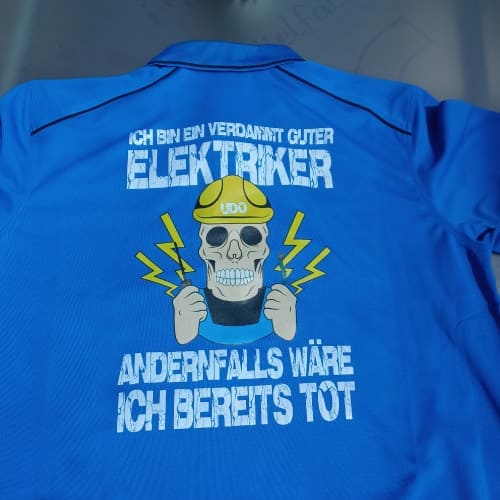 ICH BIN EIN VERDAMMT GUTER
ELEKTRIKER
UDO
ANDERNFALLS WÄRE
ICH BEREITS TOT